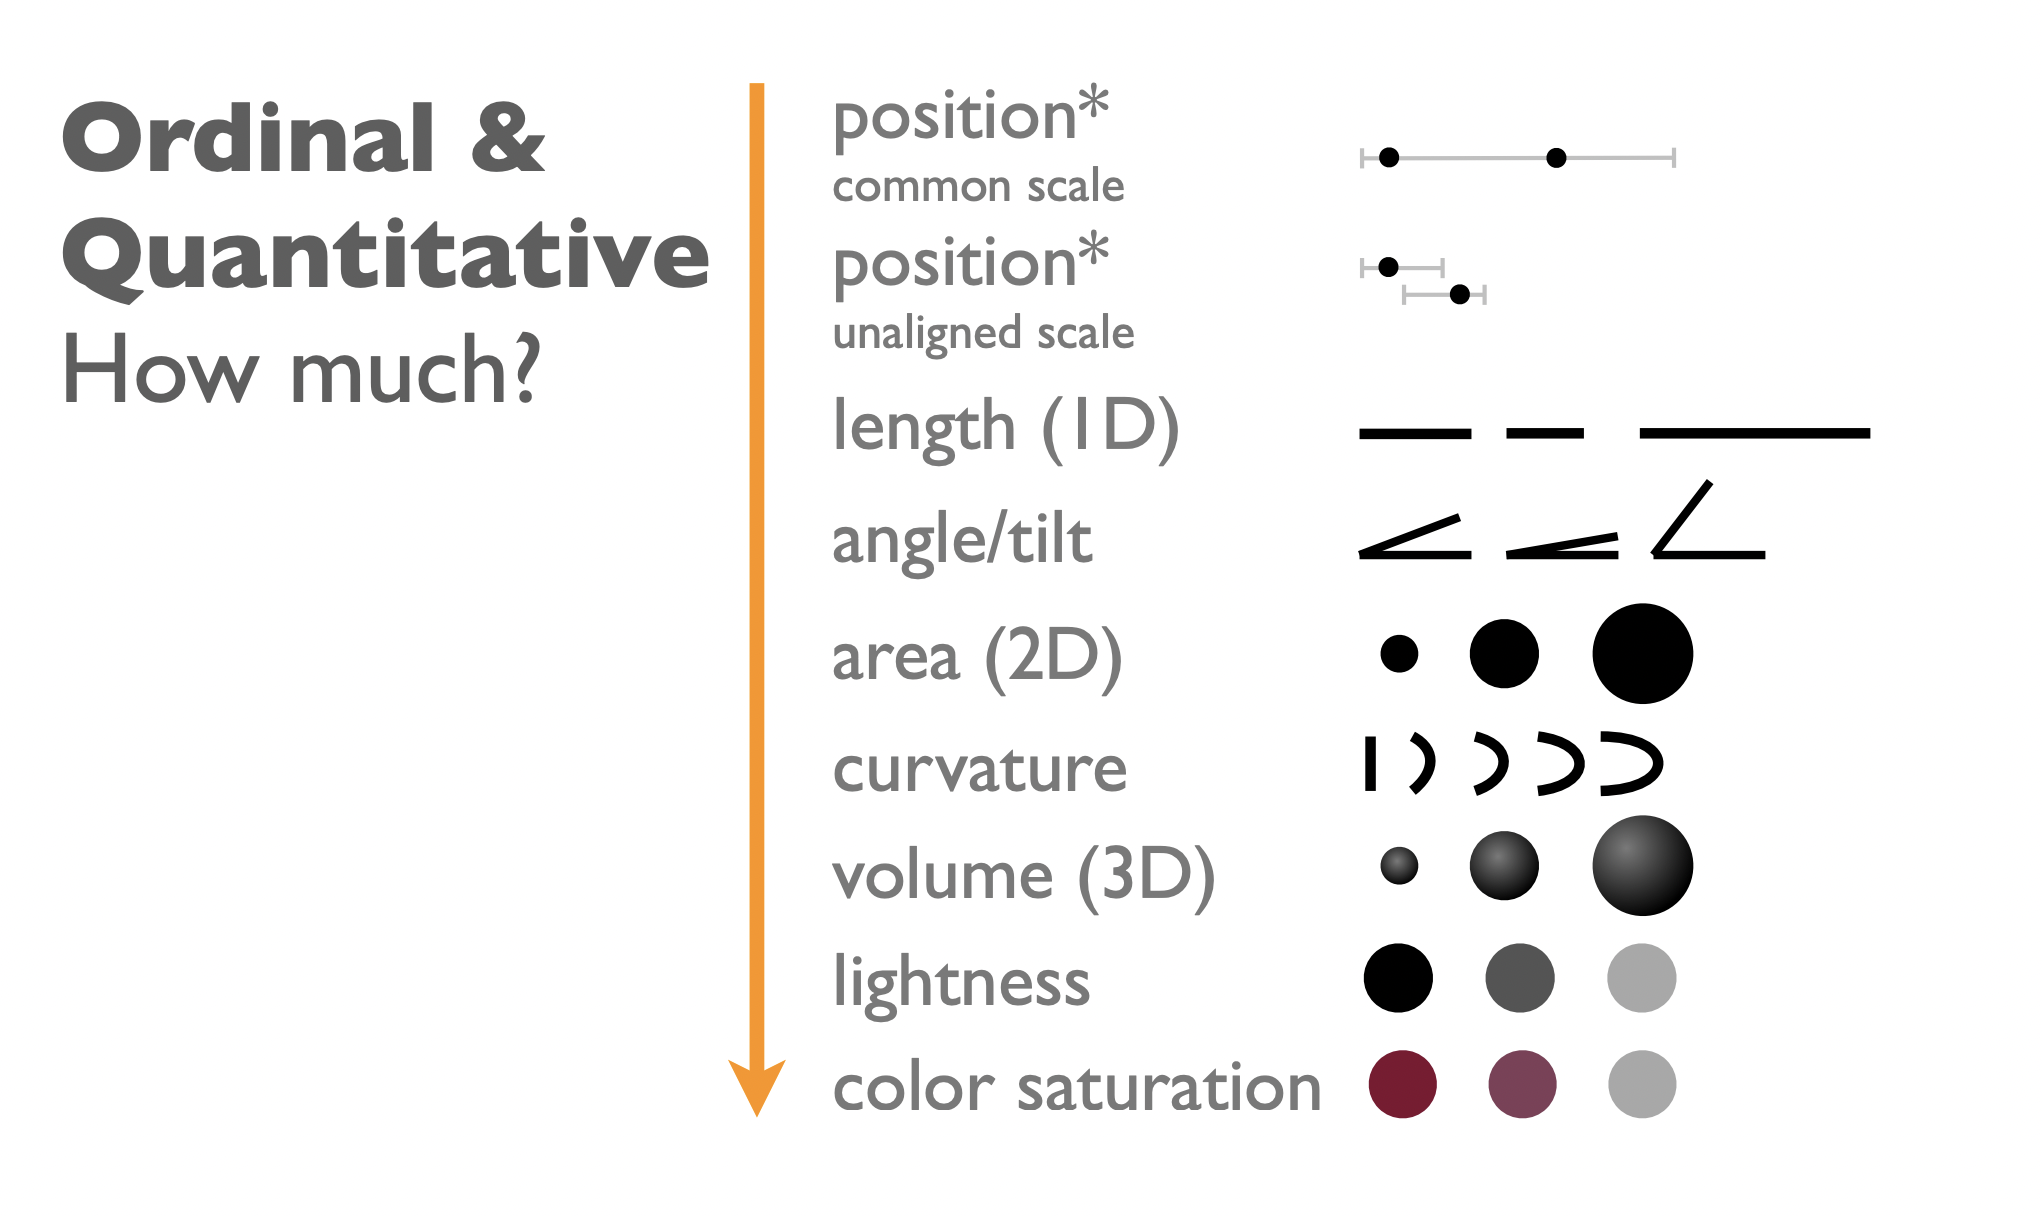 Ordinal &
Quantitative
How much?
position*
common scale
position*
unaligned scale
length (1D)
angle/tilt
area (2D)
curvature
volume (3D)
lightness
color saturation